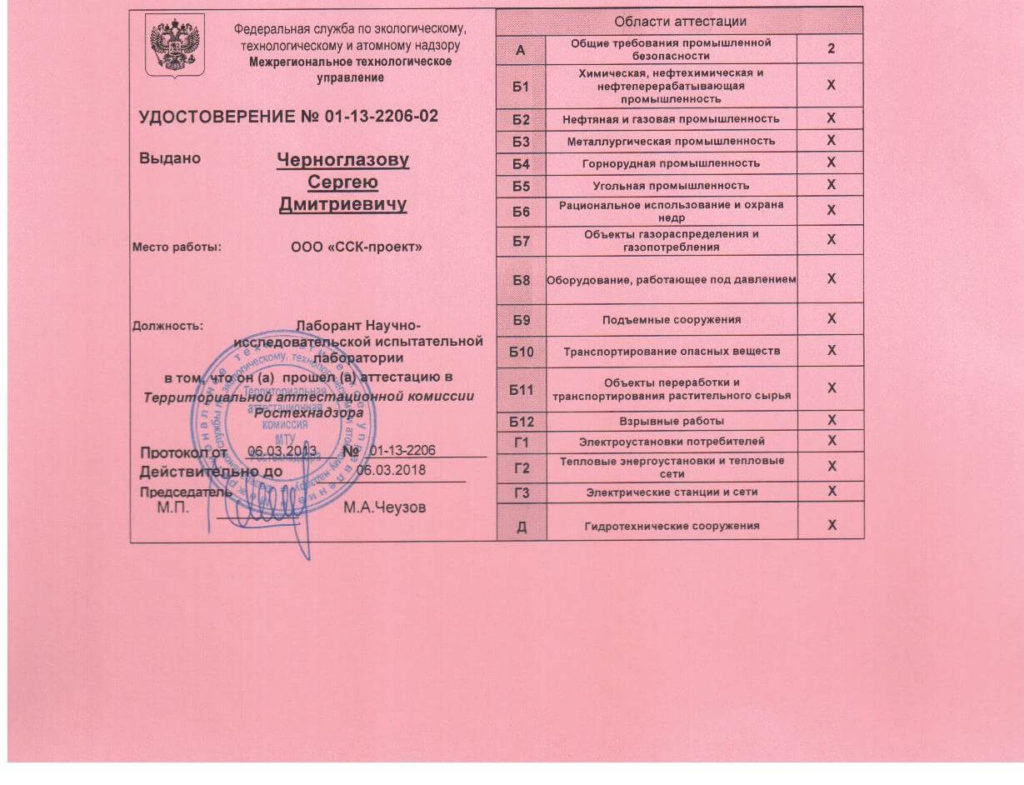 Федеральная служба по экологическому,
технологическому и атомному надзору
Межрегиональное технологическое
управление
УДОСТОВЕРЕНИЕ № 01-13-2206-02
Выдано Черноглазову
Сергею
Дмитриевичу
Место работы: ООО «ССК-проект»
Должность: Лаборант Научно-
исследовательской испытательной
лаборатории
в том, что он (а) прошел (а) аттестацию в
Территориальной аттестационной комиссии
Ростехнадзора
Протокол от 06.03.2013 № 01-13-2206
Действительно до 06.03.2018
Председатель
М.П. М.А.Чеузов
Территориальная
аттестационная
комиссия
МТУ
Области аттестации
А Общие требования промышленной 2
безопасности
Б1 Химическая, нефтехимическая и X
нефтеперерабатывающая
промышленность
Б2 Нефтяная и газовая промышленность X
Б3 Металлургическая промышленность X
Б4 Горнорудная промышленность X
Б5 Угольная промышленность X
Б6 Рациональное использование и охрана X
недр
Б7 Объекты газораспределения и X
газопотребления
Б8 Оборудование, работающее под давлением X
Б9 Подъемные сооружения X
Б10 Транспортирование опасных веществ X
Б11 Объекты переработки и X
транспортирования растительного сырья
Б12 Взрывные работы X
Г1 Электроустановки потребителей X
Г2 Тепловые энергоустановки и тепловые X
сети
Г3 Электрические станции и сети X
Д Гидротехнические сооружения X